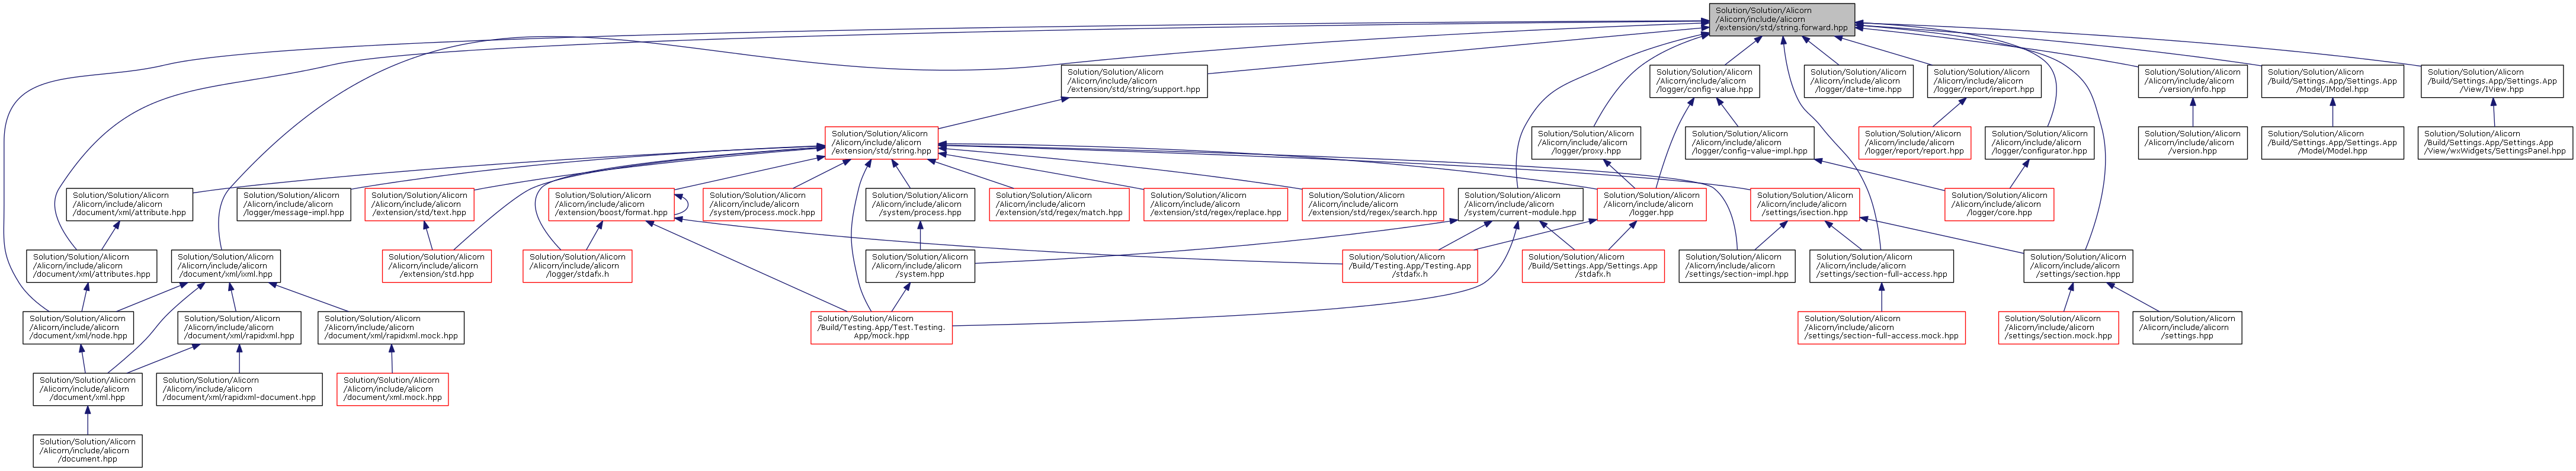 Solution/Solution/Alicorn
/Alicorn/include/alicorn
/extension/std/string.forward.hpp
Solution/Solution/Alicorn
/Alicorn/include/alicorn
/extension/std/string/support.hpp
Solution/Solution/Alicorn
/Alicorn/include/alicorn
/logger/config-value.hpp
Solution/Solution/Alicorn
/Alicorn/include/alicorn
/logger/date-time.hpp
Solution/Solution/Alicorn
/Alicorn/include/alicorn
/logger/report/ireport.hpp
Solution/Solution/Alicorn
/Alicorn/include/alicorn
/version/info.hpp
Solution/Solution/Alicorn
/Build/Settings.App/Settings.App
/Model/IModel.hpp
Solution/Solution/Alicorn
/Build/Settings.App/Settings.App
/View/IView.hpp
Solution/Solution/Alicorn
/Alicorn/include/alicorn
/extension/std/string.hpp
Solution/Solution/Alicorn
/Alicorn/include/alicorn
/logger/proxy.hpp
Solution/Solution/Alicorn
/Alicorn/include/alicorn
/logger/config-value-impl.hpp
Solution/Solution/Alicorn
/Alicorn/include/alicorn
/logger/report/report.hpp
Solution/Solution/Alicorn
/Alicorn/include/alicorn
/logger/configurator.hpp
Solution/Solution/Alicorn
/Alicorn/include/alicorn
/version.hpp
Solution/Solution/Alicorn
/Build/Settings.App/Settings.App
/Model/Model.hpp
Solution/Solution/Alicorn
/Build/Settings.App/Settings.App
/View/wxWidgets/SettingsPanel.hpp
Solution/Solution/Alicorn
/Alicorn/include/alicorn
/document/xml/attribute.hpp
Solution/Solution/Alicorn
/Alicorn/include/alicorn
/logger/message-impl.hpp
Solution/Solution/Alicorn
/Alicorn/include/alicorn
/extension/std/text.hpp
Solution/Solution/Alicorn
/Alicorn/include/alicorn
/extension/boost/format.hpp
Solution/Solution/Alicorn
/Alicorn/include/alicorn
/system/process.mock.hpp
Solution/Solution/Alicorn
/Alicorn/include/alicorn
/system/process.hpp
Solution/Solution/Alicorn
/Alicorn/include/alicorn
/extension/std/regex/match.hpp
Solution/Solution/Alicorn
/Alicorn/include/alicorn
/extension/std/regex/replace.hpp
Solution/Solution/Alicorn
/Alicorn/include/alicorn
/extension/std/regex/search.hpp
Solution/Solution/Alicorn
/Alicorn/include/alicorn
/system/current-module.hpp
Solution/Solution/Alicorn
/Alicorn/include/alicorn
/logger.hpp
Solution/Solution/Alicorn
/Alicorn/include/alicorn
/settings/isection.hpp
Solution/Solution/Alicorn
/Alicorn/include/alicorn
/logger/core.hpp
Solution/Solution/Alicorn
/Alicorn/include/alicorn
/document/xml/attributes.hpp
Solution/Solution/Alicorn
/Alicorn/include/alicorn
/document/xml/ixml.hpp
Solution/Solution/Alicorn
/Alicorn/include/alicorn
/extension/std.hpp
Solution/Solution/Alicorn
/Alicorn/include/alicorn
/logger/stdafx.h
Solution/Solution/Alicorn
/Alicorn/include/alicorn
/system.hpp
Solution/Solution/Alicorn
/Build/Testing.App/Testing.App
/stdafx.h
Solution/Solution/Alicorn
/Build/Settings.App/Settings.App
/stdafx.h
Solution/Solution/Alicorn
/Alicorn/include/alicorn
/settings/section-impl.hpp
Solution/Solution/Alicorn
/Alicorn/include/alicorn
/settings/section-full-access.hpp
Solution/Solution/Alicorn
/Alicorn/include/alicorn
/settings/section.hpp
Solution/Solution/Alicorn
/Alicorn/include/alicorn
/document/xml/node.hpp
Solution/Solution/Alicorn
/Alicorn/include/alicorn
/document/xml/rapidxml.hpp
Solution/Solution/Alicorn
/Alicorn/include/alicorn
/document/xml/rapidxml.mock.hpp
Solution/Solution/Alicorn
/Build/Testing.App/Test.Testing.
App/mock.hpp
Solution/Solution/Alicorn
/Alicorn/include/alicorn
/settings/section-full-access.mock.hpp
Solution/Solution/Alicorn
/Alicorn/include/alicorn
/settings/section.mock.hpp
Solution/Solution/Alicorn
/Alicorn/include/alicorn
/settings.hpp
Solution/Solution/Alicorn
/Alicorn/include/alicorn
/document/xml.hpp
Solution/Solution/Alicorn
/Alicorn/include/alicorn
/document/xml/rapidxml-document.hpp
Solution/Solution/Alicorn
/Alicorn/include/alicorn
/document/xml.mock.hpp
Solution/Solution/Alicorn
/Alicorn/include/alicorn
/document.hpp